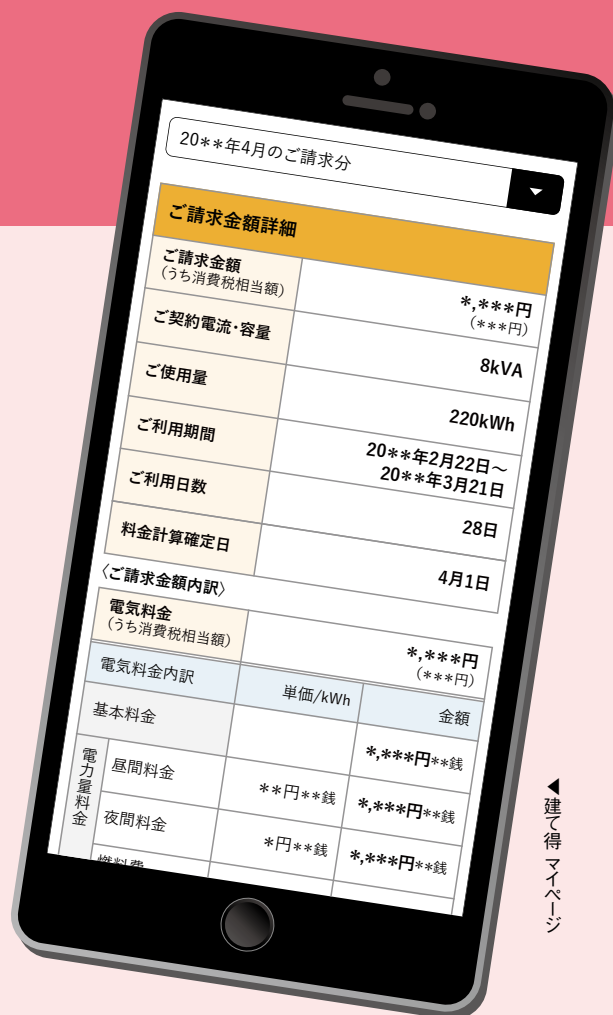 20**年4月のご請求分
ご請求金額詳細
ご請求金額
(うち消費税相当額)
*,***円
(***円)
ご契約電流・容量
8kVA
ご使用量
220kWh
ご利用期間
20**年2月22日~
20**年3月21日
ご利用日数
28日
料金計算確定日
4月1日
〈ご請求金額内訳〉
電気料金
(うち消費税相当額)
*,***円
(***円)
電気料金内訳
単価/kWh
金額
基本料金
*,***円**銭
電力量料金
昼間料金
**円**銭
*,***円**銭
夜間料金
*円**銭
*,***円**銭
燃料費
◀建て得 マイページ